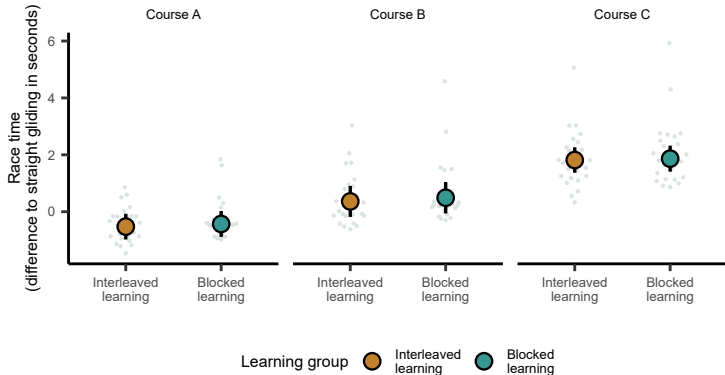 Course A
Course B
Course C
Race time
(difference to straight gliding in seconds)
6
4
2
0
Interleaved
learning
Blocked
learning
Interleaved
learning
Blocked
learning
Interleaved
learning
Blocked
learning
Learning group
Interleaved
learning
Blocked
learning